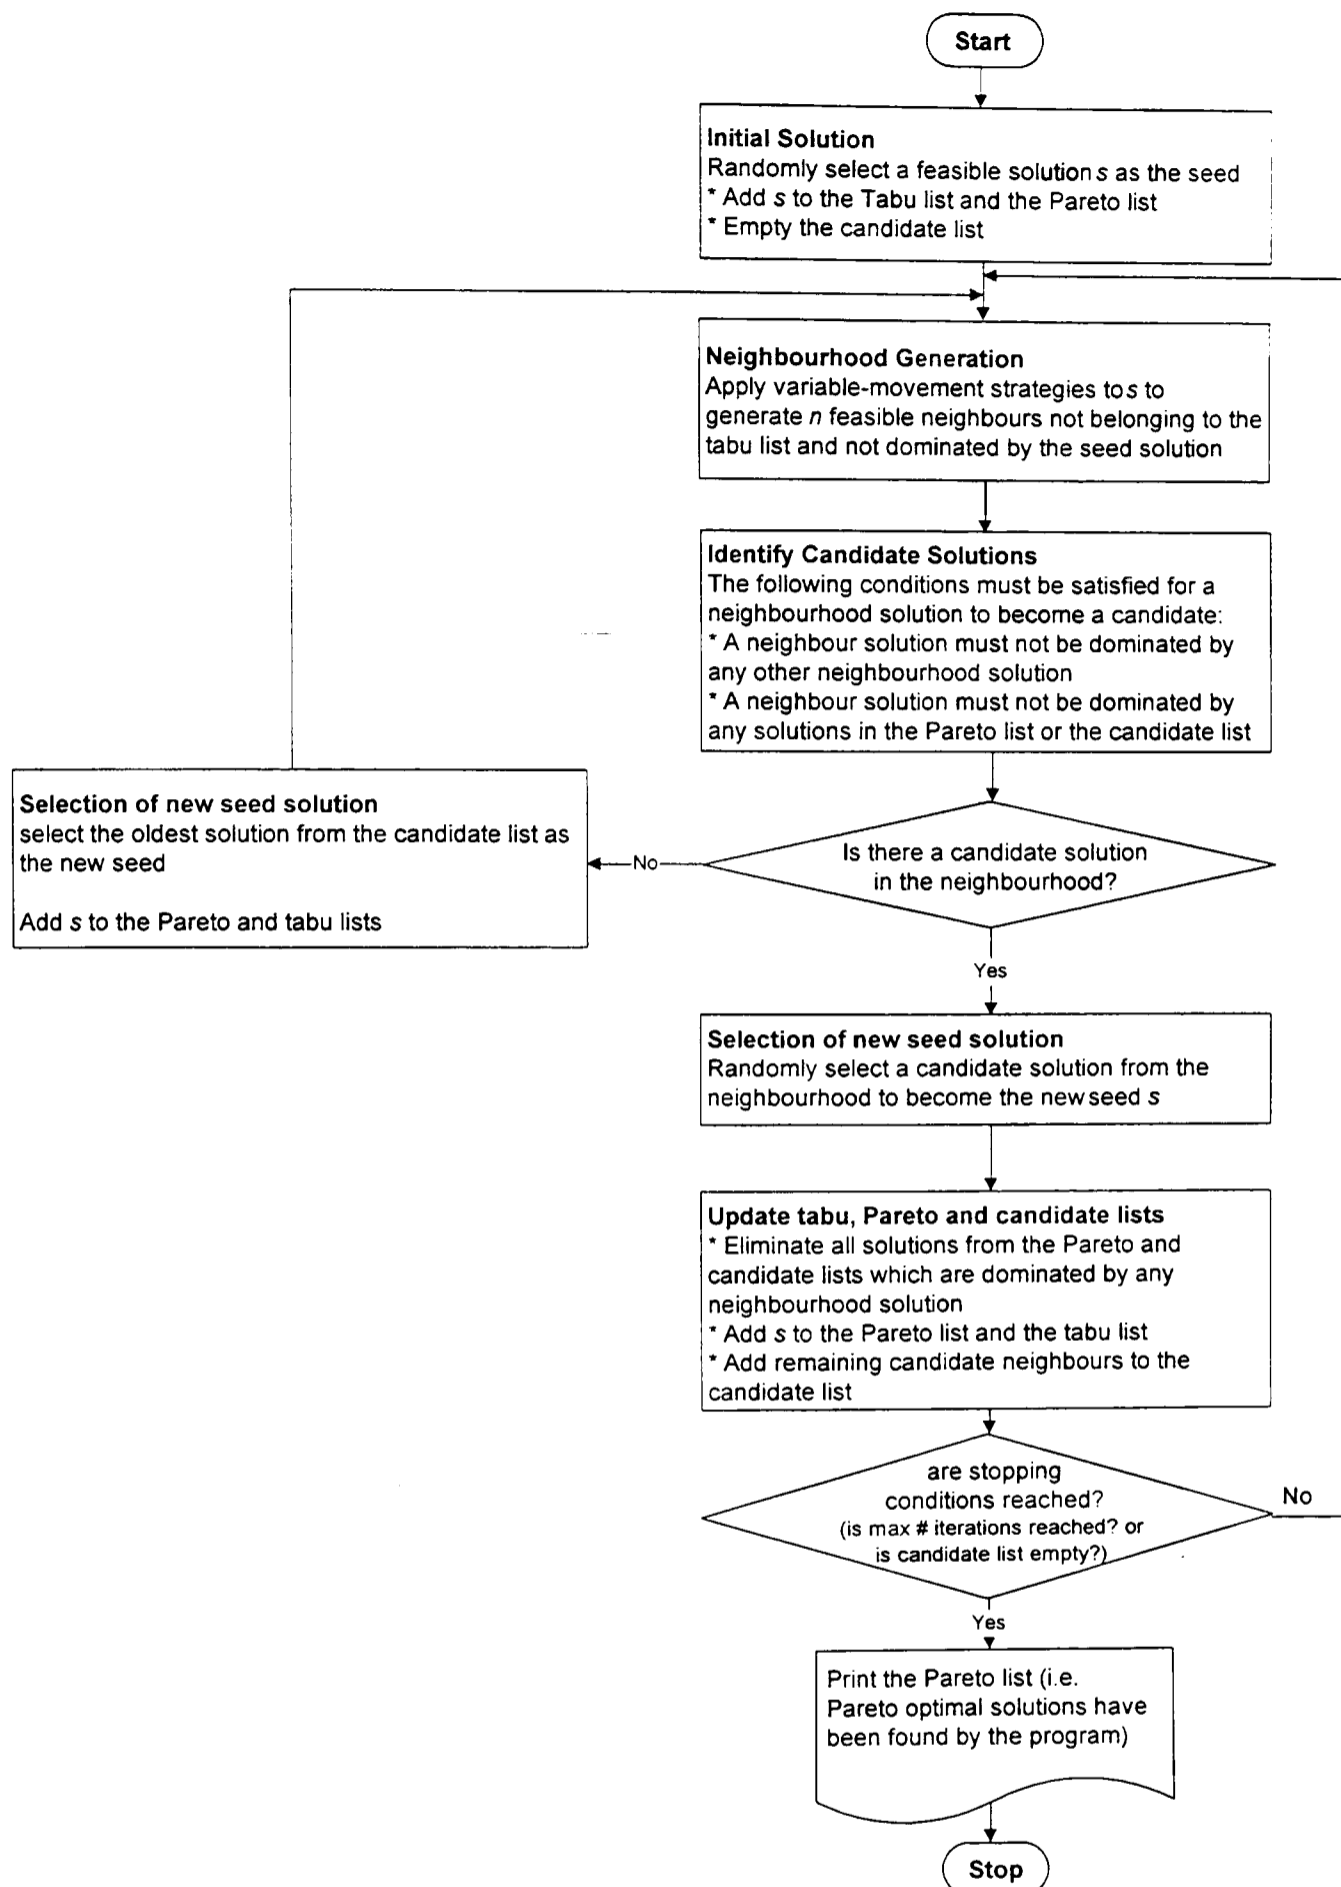 Start
Initial Solution
Randomly select a feasible solution s as the seed
* Add s to the Tabu list and the Pareto list
* Empty the candidate list
Neighbourhood Generation
Apply variable-movement strategies to s to
generate n feasible neighbours not belonging to the
tabu list and not dominated by the seed solution
Identify Candidate Solutions
The following conditions must be satisfied for a
neighbourhood solution to become a candidate:
* A neighbour solution must not be dominated by
any other neighbourhood solution
* A neighbour solution must not be dominated by
any solutions in the Pareto list or the candidate list
Is there a candidate solution
in the neighbourhood?
No
Selection of new seed solution
select the oldest solution from the candidate list as
the new seed
Add s to the Pareto and tabu lists
Yes
Selection of new seed solution
Randomly select a candidate solution from the
neighbourhood to become the new seed s
Update tabu, Pareto and candidate lists
* Eliminate all solutions from the Pareto and
candidate lists which are dominated by any
neighbourhood solution
* Add s to the Pareto list and the tabu list
* Add remaining candidate neighbours to the
candidate list
are stopping
conditions reached?
(is max # iterations reached? or
is candidate list empty?)
No
Yes
Print the Pareto list (i.e.
Pareto optimal solutions have
been found by the program)
Stop